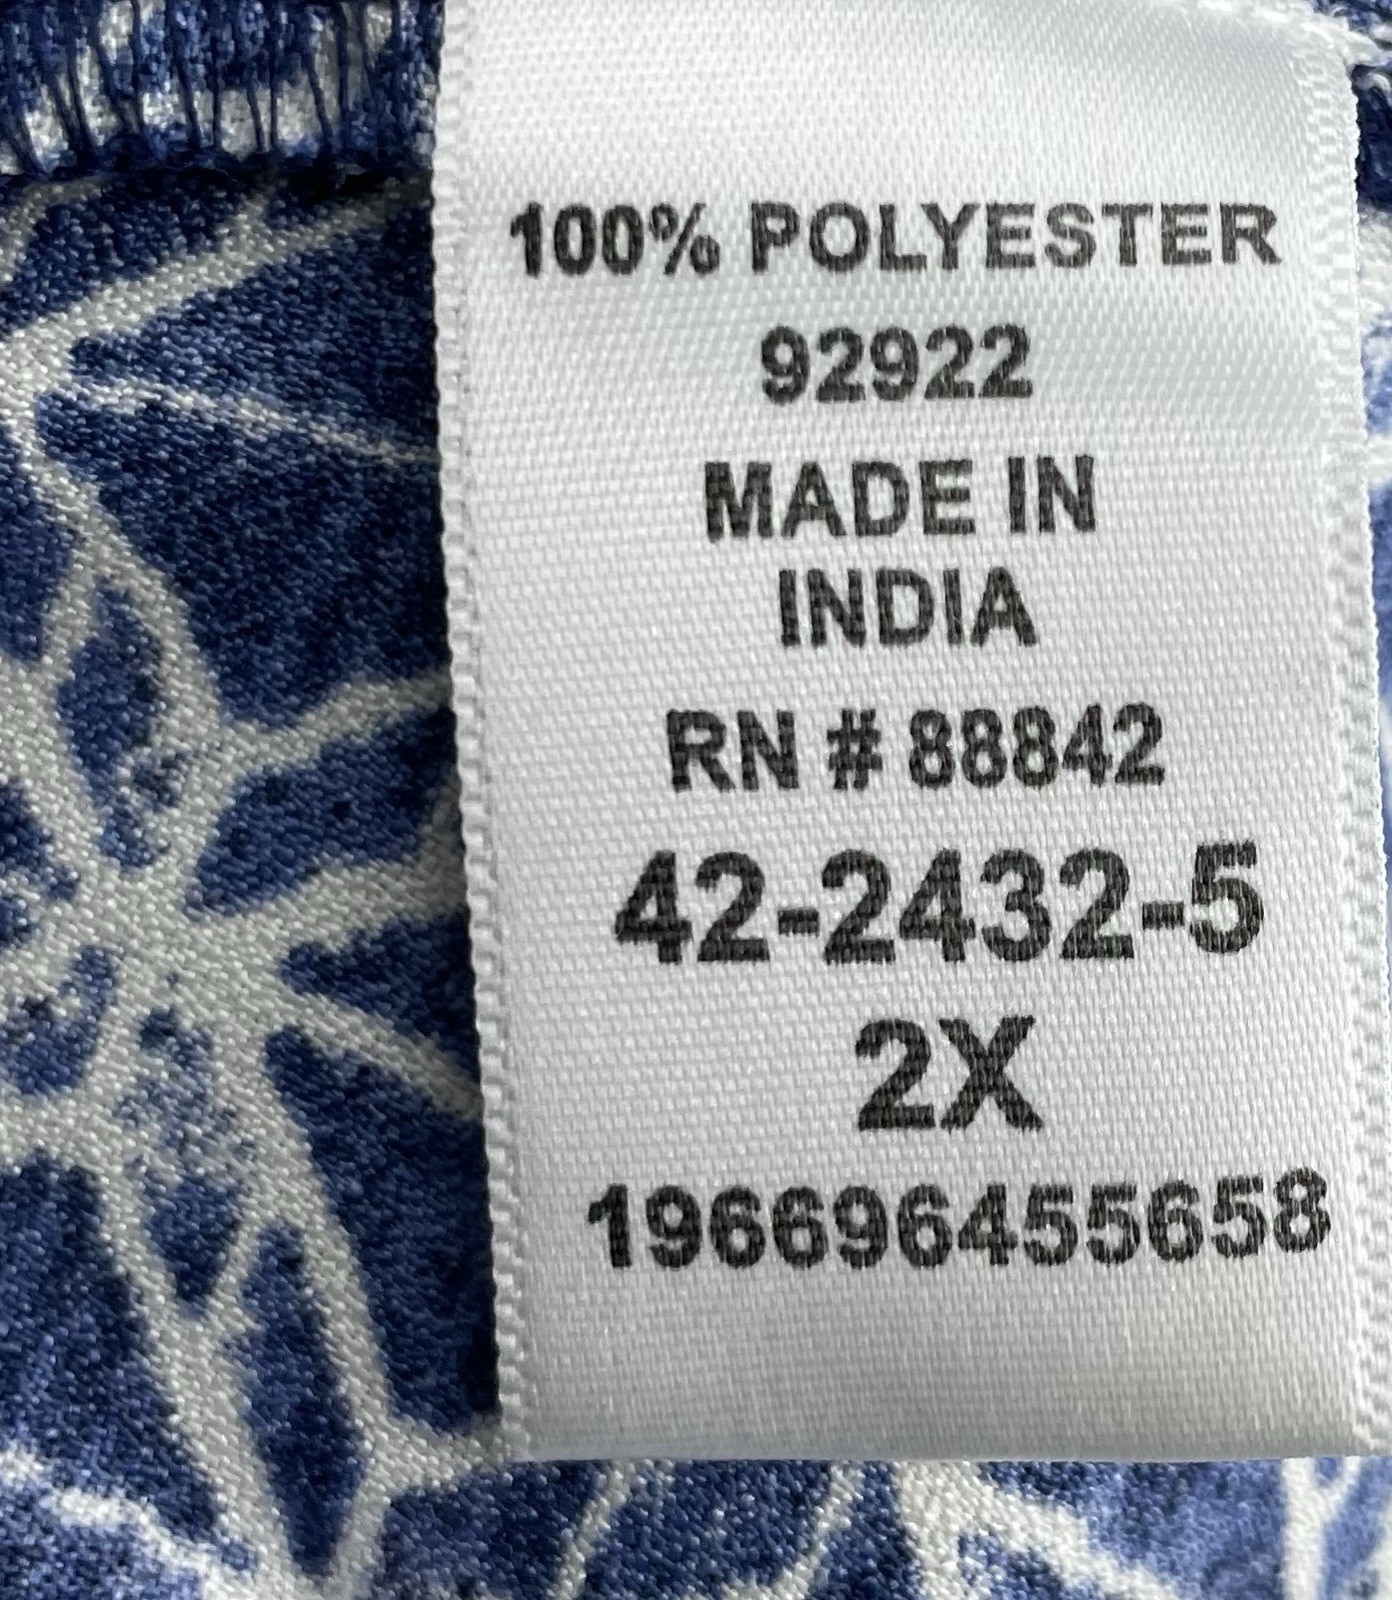 100% POLYESTER
92922
MADE IN
INDIA
RN # 88842
42-2432-5
2X
196696455658